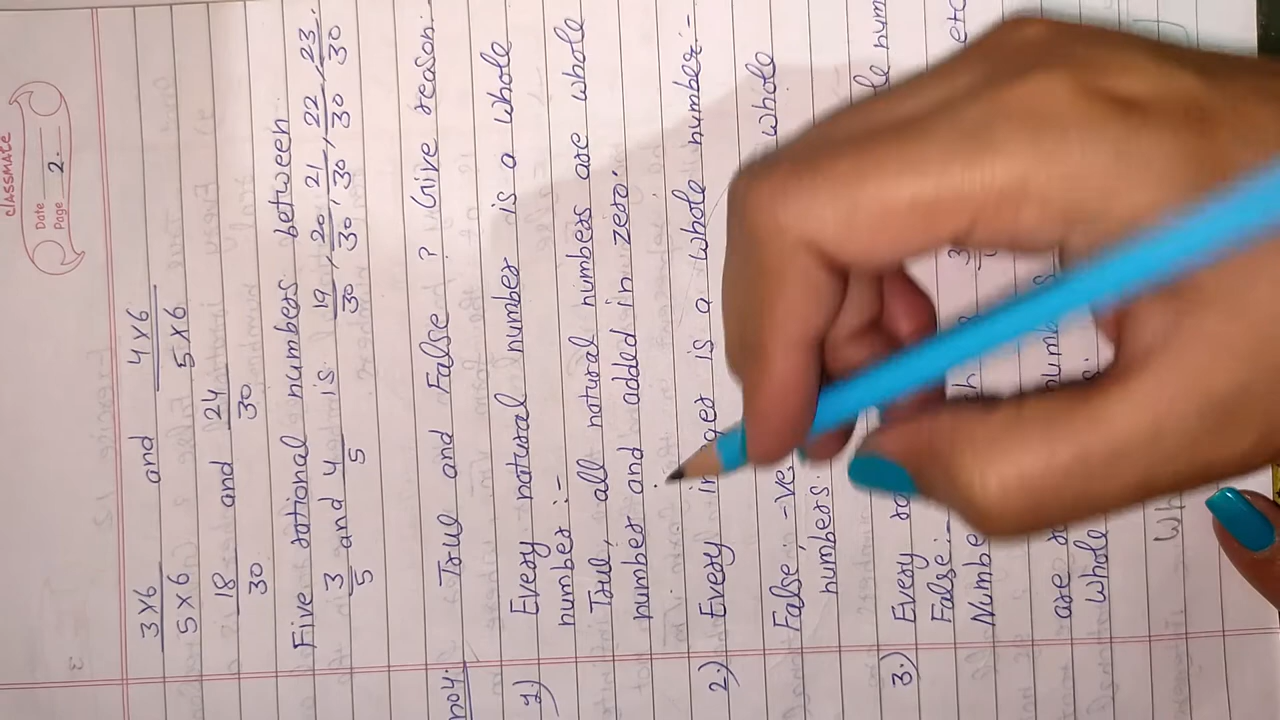 CLASSMATE
Date
Page 2.
3×6 and 4×6
5×6 5×6
18 and 24
30 30
Five rational numbers between
3 and 4 is 19, 20, 21, 22, 23.
5 5 30 30, 30, 30 30
no4: True and False? Give reason:-
1) Every natural number is a whole
number :-
True, all natural numbers are whole
number and added in zero.
2.) Every is a whole number:-
False, -ve whole
numbers.
3.) Every
False:-
Numbe
are
Whole